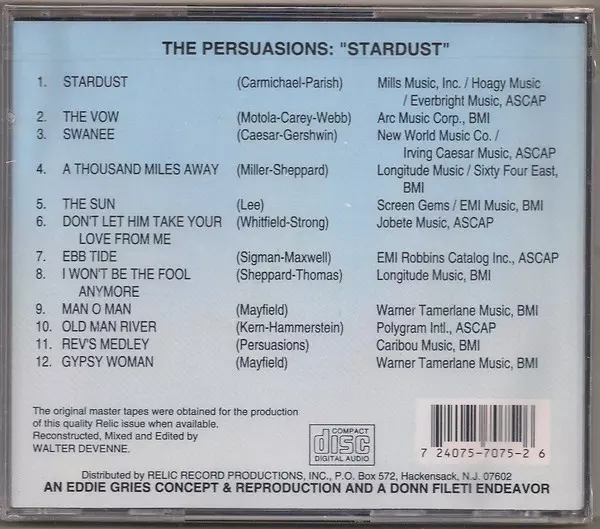 THE PERSUASIONS: "STARDUST"
1. STARDUST (Carmichael-Parish) Mills Music, Inc. / Hoagy Music
/ Everbright Music, ASCAP
2. THE VOW (Motola-Carey-Webb) Arc Music Corp., BMI
3. SWANEE (Caesar-Gershwin) New World Music Co. /
Irving Caesar Music, ASCAP
4. A THOUSAND MILES AWAY (Miller-Sheppard) Longitude Music / Sixty Four East,
BMI
5. THE SUN (Lee) Screen Gems / EMI Music, BMI
6. DON'T LET HIM TAKE YOUR (Whitfield-Strong) Jobete Music, ASCAP
LOVE FROM ME
7. EBB TIDE (Sigman-Maxwell) EMI Robbins Catalog Inc., ASCAP
8. I WON'T BE THE FOOL (Sheppard-Thomas) Longitude Music, BMI
ANYMORE
9. MAN O MAN (Mayfield) Warner Tamerlane Music, BMI
10. OLD MAN RIVER (Kern-Hammerstein) Polygram Intl., ASCAP
11. REV'S MEDLEY (Persuasions) Caribou Music, BMI
12. GYPSY WOMAN (Mayfield) Warner Tamerlane Music, BMI
The original master tapes were obtained for the production
of this quality Relic issue when available.
Reconstructed, Mixed and Edited by
WALTER DEVENNE.
COMPACT
disc
DIGITAL AUDIO
7 24075-7075-2 6
Distributed by RELIC RECORD PRODUCTIONS, INC., P.O. Box 572, Hackensack, N.J. 07602
AN EDDIE GRIES CONCEPT & REPRODUCTION AND A DONN FILETI ENDEAVOR